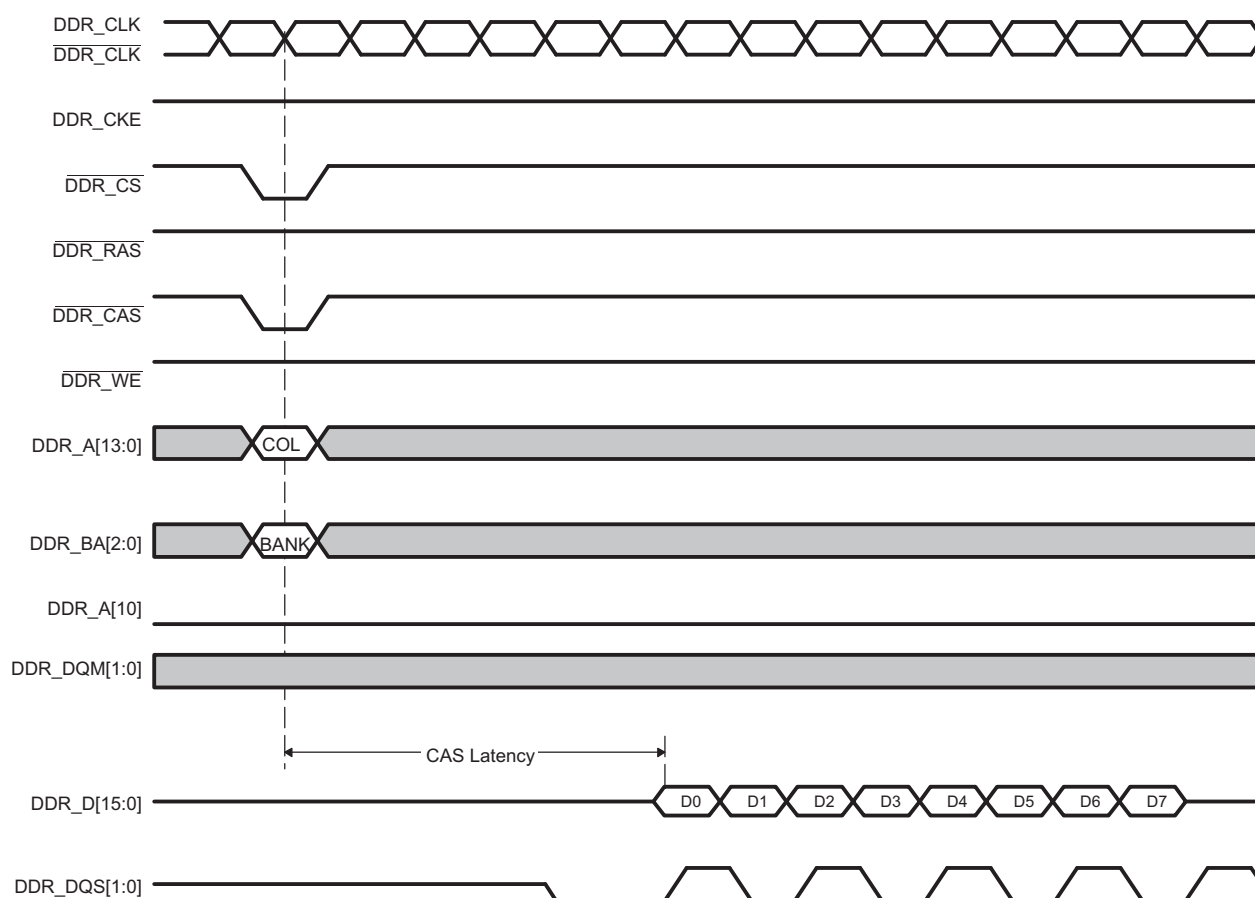 DDR_CLK
DDR_CLK
DDR_CKE
DDR_CS
DDR_RAS
DDR_CAS
DDR_WE
DDR_A[13:0]
COL
DDR_BA[2:0]
BANK
DDR_A[10]
DDR_DQM[1:0]
CAS Latency
DDR_D[15:0]
D0 D1 D2 D3 D4 D5 D6 D7
DDR_DQS[1:0]